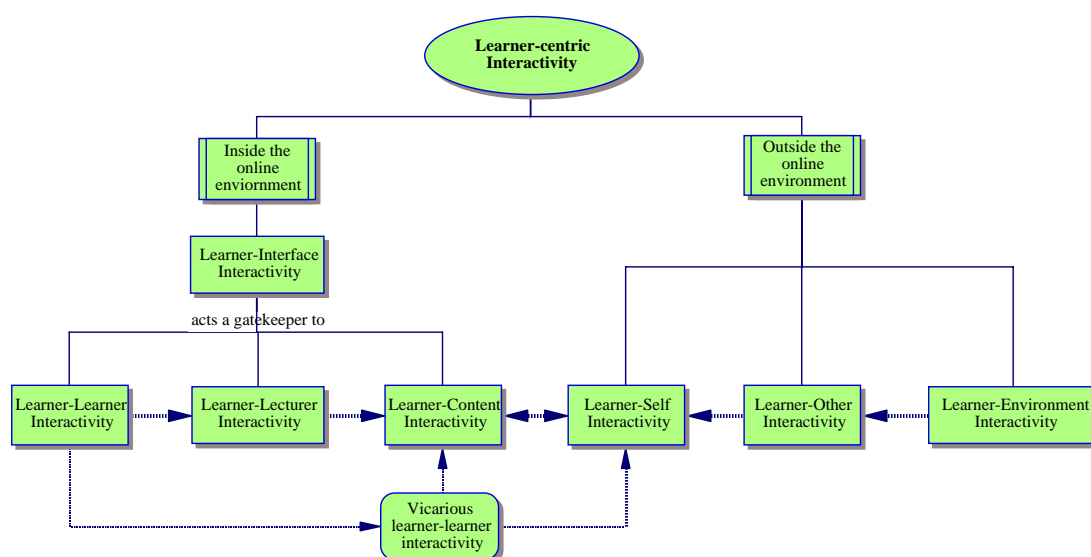 Learner-centric
Interactivity
Inside the
online
enviornment
Outside the
online
environment
Learner-Interface
Interactivity
acts a gatekeeper to
Learner-Learner
Interactivity
Learner-Lecturer
Interactivity
Learner-Content
Interactivity
Learner-Self
Interactivity
Learner-Other
Interactivity
Learner-Environment
Interactivity
Vicarious
learner-learner
interactivity